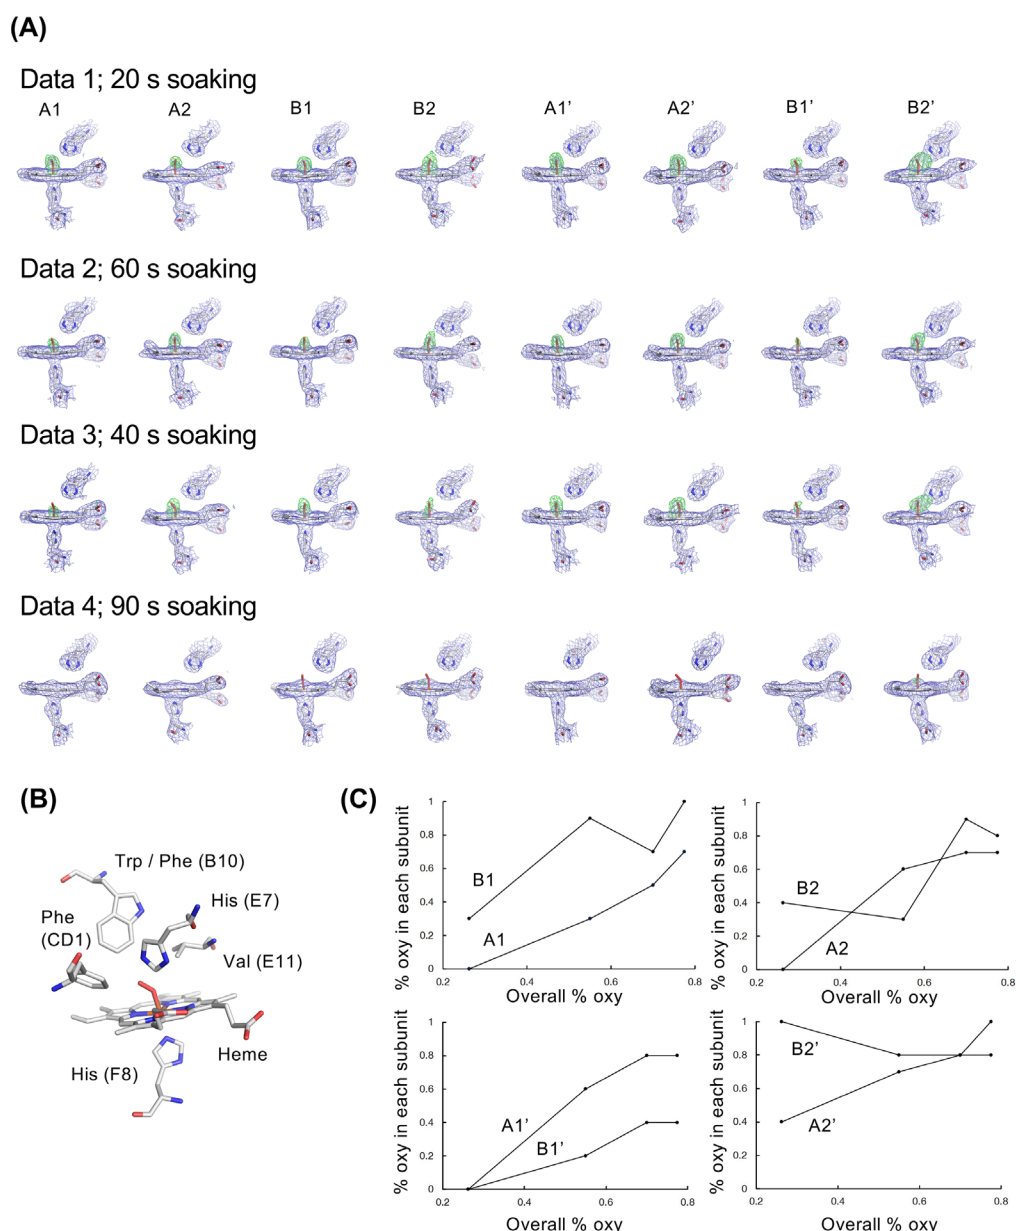 (A)
Data 1; 20 s soaking
A1 A2 B1 B2 A1’ A2’ B1’ B2’
Data 2; 60 s soaking
Data 3; 40 s soaking
Data 4; 90 s soaking
(B)
Trp / Phe (B10)
His (E7)
Phe
(CD1)
Val (E11)
Heme
His (F8)
(C)
% oxy in each subunit
1
0.8
0.6
0.4
0.2
0
B1
A1
0.2 0.4 0.6 0.8
Overall % oxy
% oxy in each subunit
1
0.8
0.6
0.4
0.2
0
B2
A2
0.2 0.4 0.6 0.8
Overall % oxy
% oxy in each subunit
1
0.8
0.6
0.4
0.2
0
A1’
B1’
0.2 0.4 0.6 0.8
Overall % oxy
% oxy in each subunit
1
0.8
0.6
0.4
0.2
0
B2’
A2’
0.2 0.4 0.6 0.8
Overall % oxy